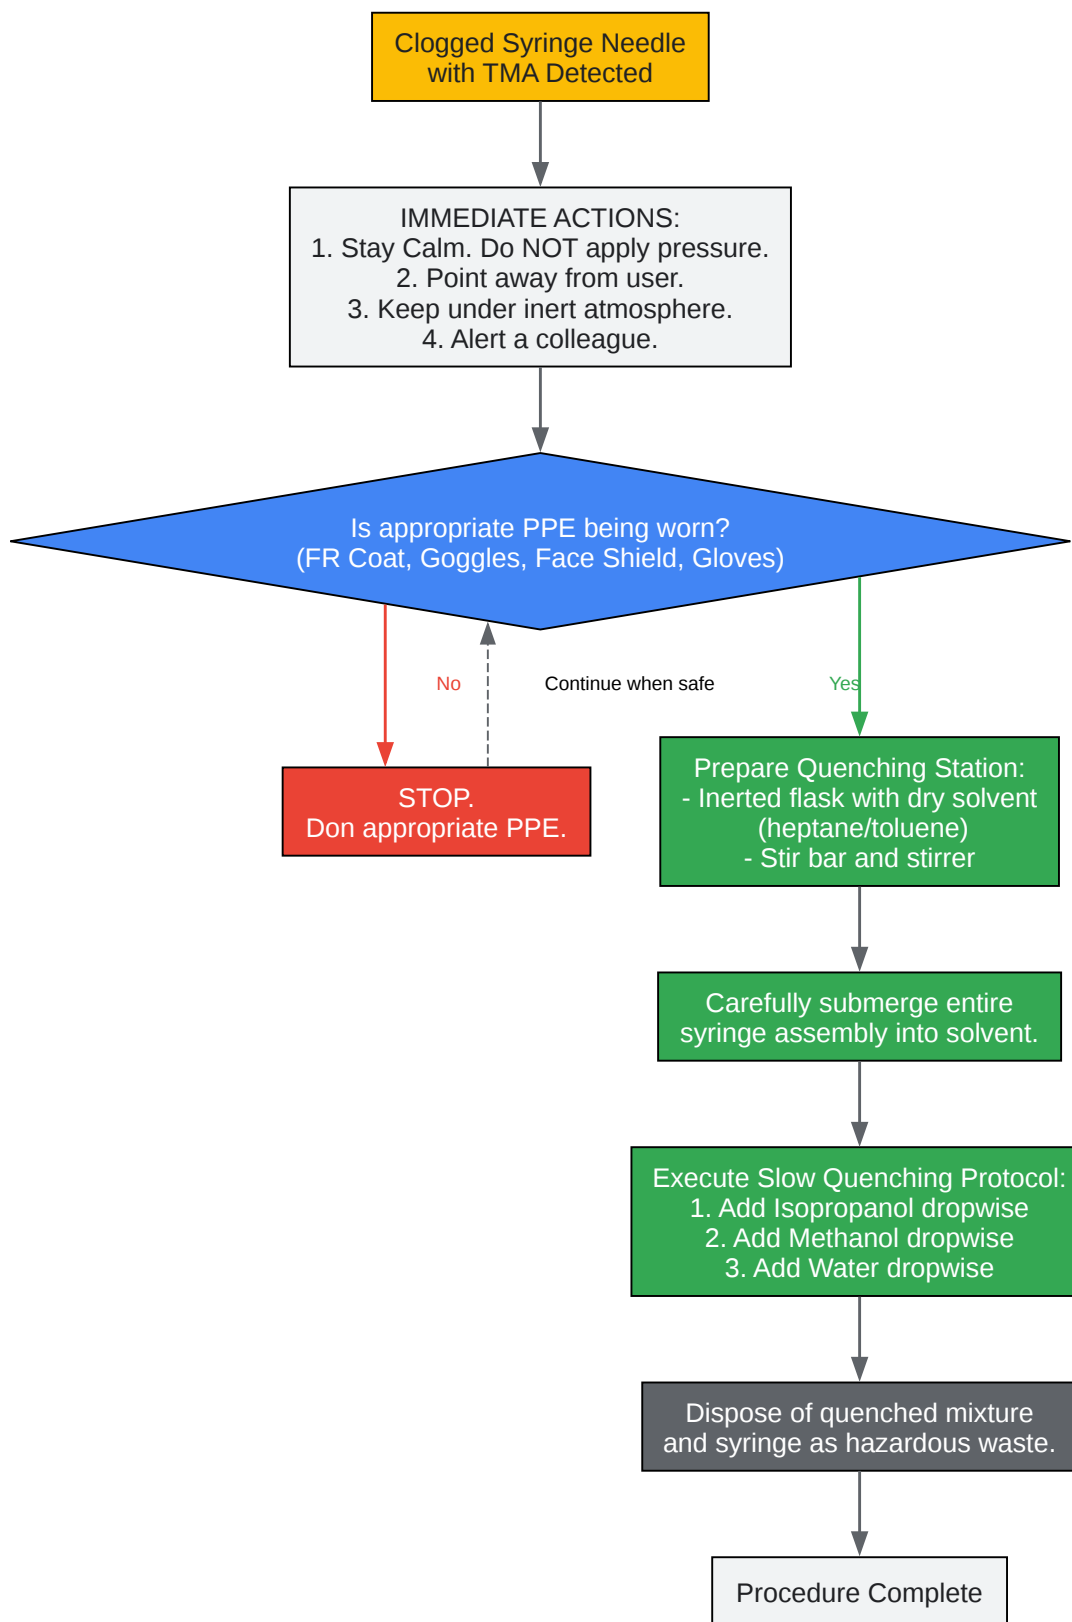 Clogged Syringe Needle
with TMA Detected
IMMEDIATE ACTIONS:
1. Stay Calm. Do NOT apply pressure.
2. Point away from user.
3. Keep under inert atmosphere.
4. Alert a colleague.
Is appropriate PPE being worn?
(FR Coat, Goggles, Face Shield, Gloves)
No
Continue when safe
Yes
STOP.
Don appropriate PPE.
Prepare Quenching Station:
- Inerted flask with dry solvent
(heptane/toluene)
- Stir bar and stirrer
Carefully submerge entire
syringe assembly into solvent.
Execute Slow Quenching Protocol:
1. Add Isopropanol dropwise
2. Add Methanol dropwise
3. Add Water dropwise
Dispose of quenched mixture
and syringe as hazardous waste.
Procedure Complete